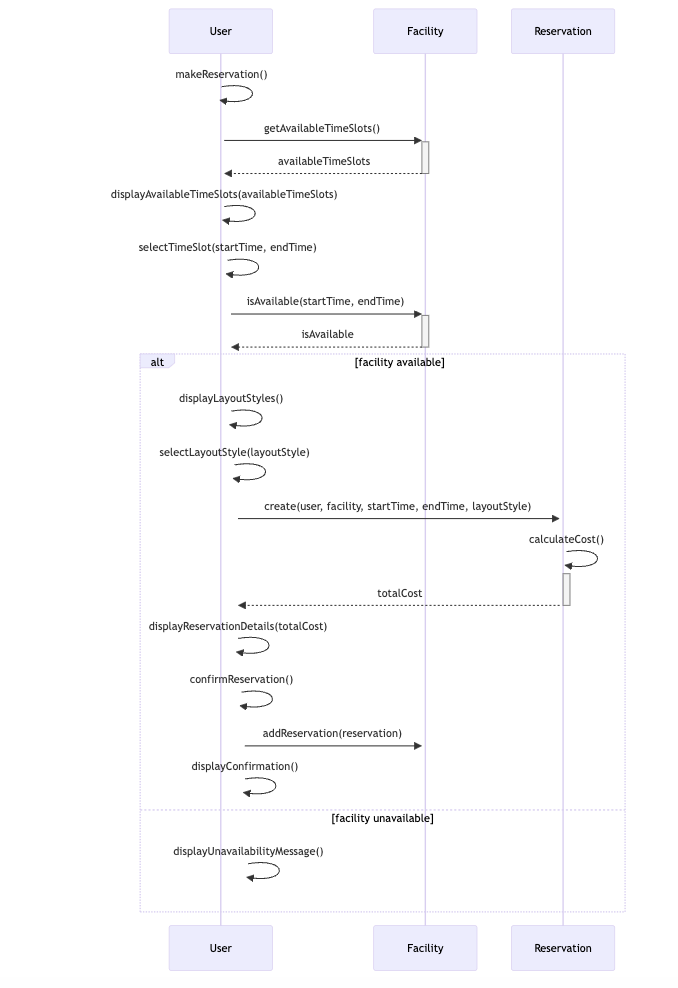 User
Facility
Reservation
makeReservation()
getAvailableTimeSlots()
availableTimeSlots
displayAvailableTimeSlots(availableTimeSlots)
selectTimeSlot(startTime, endTime)
isAvailable(startTime, endTime)
isAvailable
alt
[facility available]
displayLayoutStyles()
selectLayoutStyle(layoutStyle)
create(user, facility, startTime, endTime, layoutStyle)
calculateCost()
totalCost
displayReservationDetails(totalCost)
confirmReservation()
addReservation(reservation)
displayConfirmation()
[facility unavailable]
displayUnavailabilityMessage()
User
Facility
Reservation